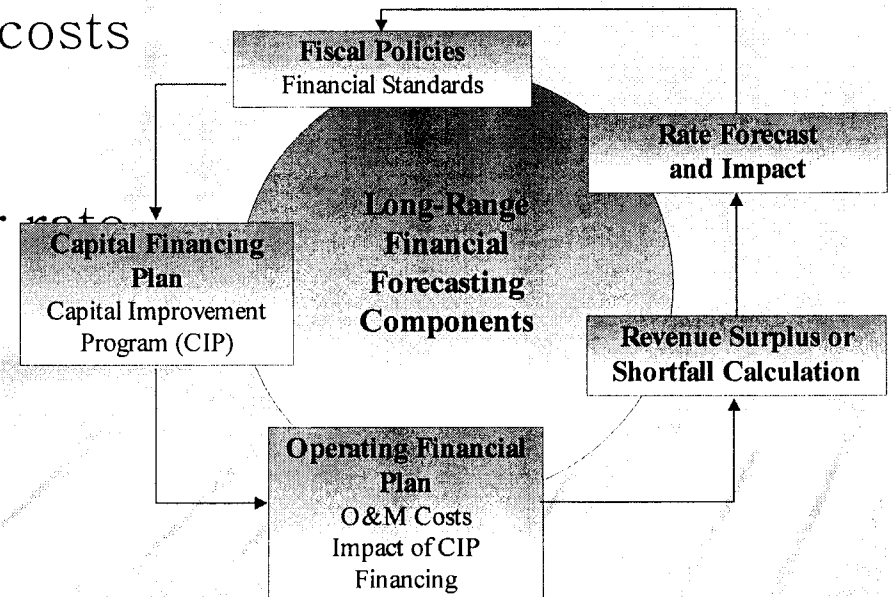 costs
Fiscal Policies
Financial Standards
Rate Forecast
and Impact
rate
Long-Range
Financial
Forecasting
Components
Capital Financing
Plan
Capital Improvement
Program (CIP)
Revenue Surplus or
Shortfall Calculation
Operating Financial
Plan
O&M Costs
Impact of CIP
Financing